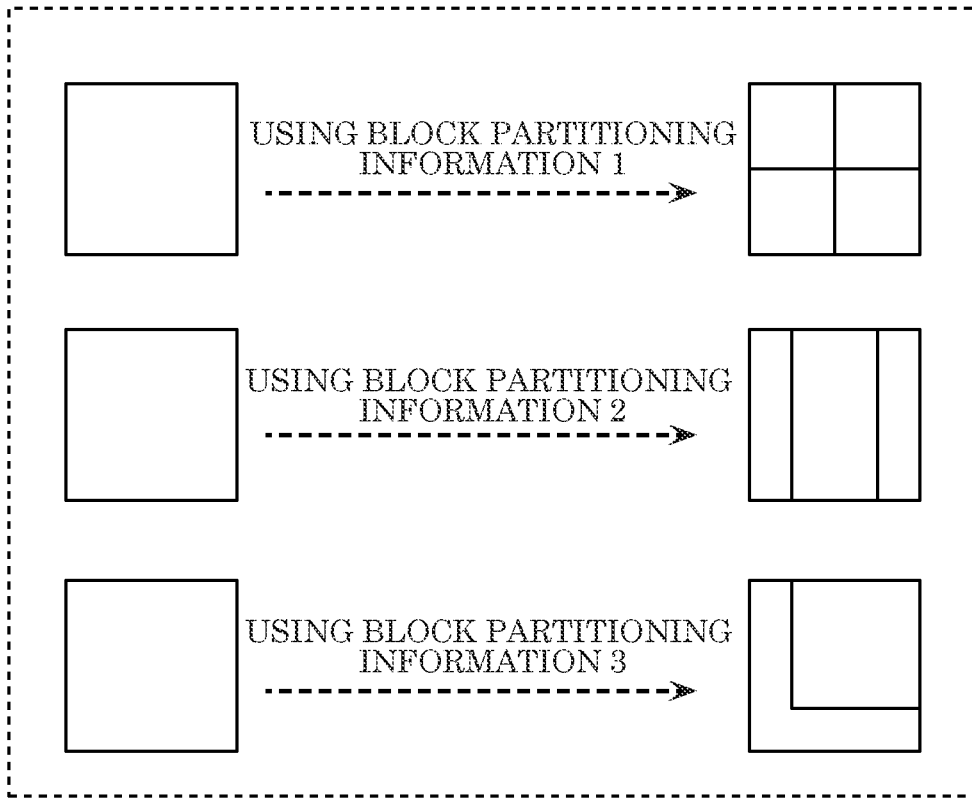 USING BLOCK PARTITIONING
INFORMATION 1
USING BLOCK PARTITIONING
INFORMATION 2
USING BLOCK PARTITIONING
INFORMATION 3